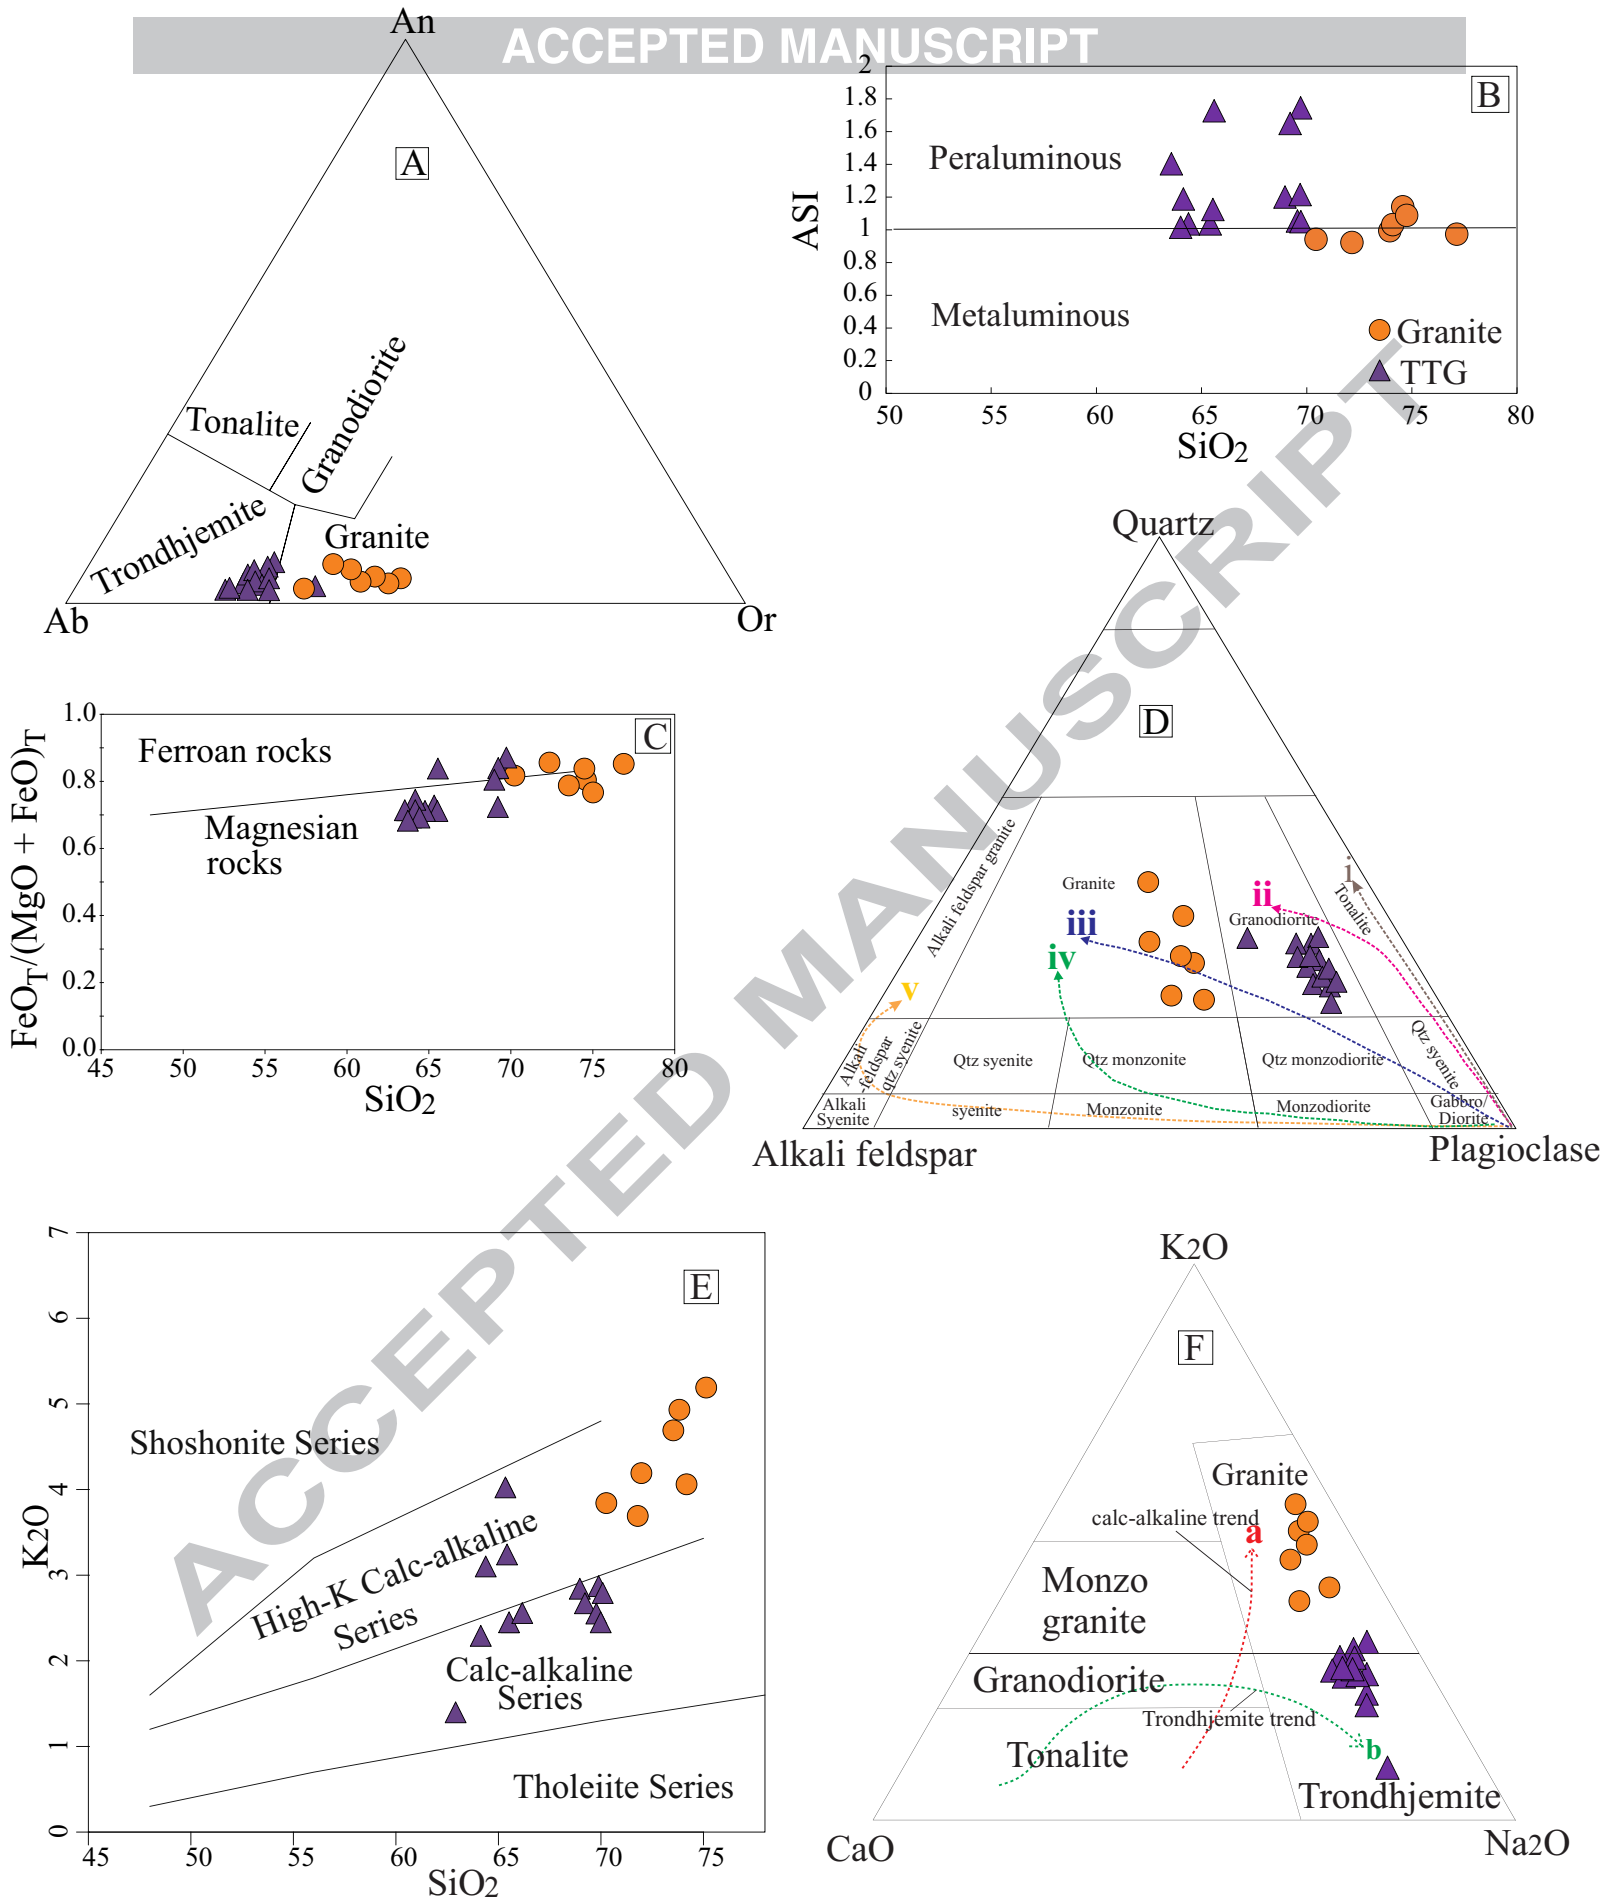 ACCEPTED MANUSCRIPT
An
A
Tonalite
Granodiorite
Trondhjemite
Granite
Ab
Or
B
2
1.8
1.6
1.4
1.2
1
0.8
0.6
0.4
0.2
0
ASI
Peraluminous
Metaluminous
Granite
TTG
50 55 60 65 70 75 80
SiO2
C
1.0
0.8
0.6
0.4
0.2
0.0
FeOT/(MgO + FeO)T
Ferroan rocks
Magnesian
rocks
45 50 55 60 65 70 75 80
SiO2
Quartz
D
Alkali feldspar granite
Granite
Granodiorite
Tonalite
i
ii
iii
iv
v
Alkali
-feldspar
qtz syenite
Qtz syenite
Qtz monzonite
Qtz monzodiorite
Qtz syenite
Alkali
Syenite
syenite
Monzonite
Monzodiorite
Gabbro/
Diorite
Alkali feldspar
Plagioclase
E
7
6
5
4
3
2
1
0
K2O
Shoshonite Series
High-K Calc-alkaline
Series
Calc-alkaline
Series
Tholeiite Series
45 50 55 60 65 70 75
SiO2
K2O
F
Granite
calc-alkaline trend
a
Monzo
granite
Granodiorite
Trondhjemite trend
b
Tonalite
Trondhjemite
CaO
Na2O
ACCEPTED MANUSCRIPT